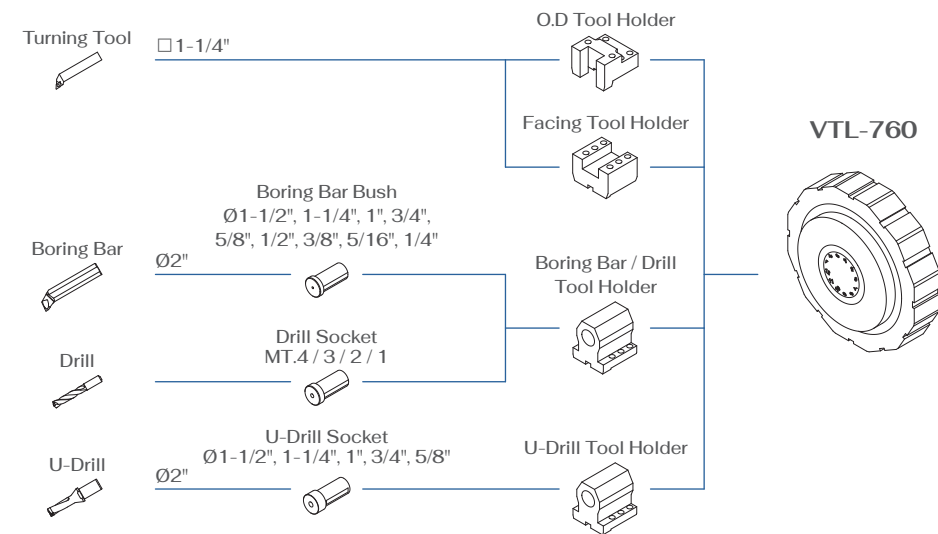 O.D Tool Holder
Turning Tool
□1-1/4"
Facing Tool Holder
VTL-760
Boring Bar Bush
Ø1-1/2", 1-1/4", 1", 3/4",
5/8", 1/2", 3/8", 5/16", 1/4"
Boring Bar
Ø2"
Boring Bar / Drill
Tool Holder
Drill Socket
MT.4 / 3 / 2 / 1
Drill
U-Drill Socket
Ø1-1/2", 1-1/4", 1", 3/4", 5/8"
U-Drill Tool Holder
U-Drill
Ø2"